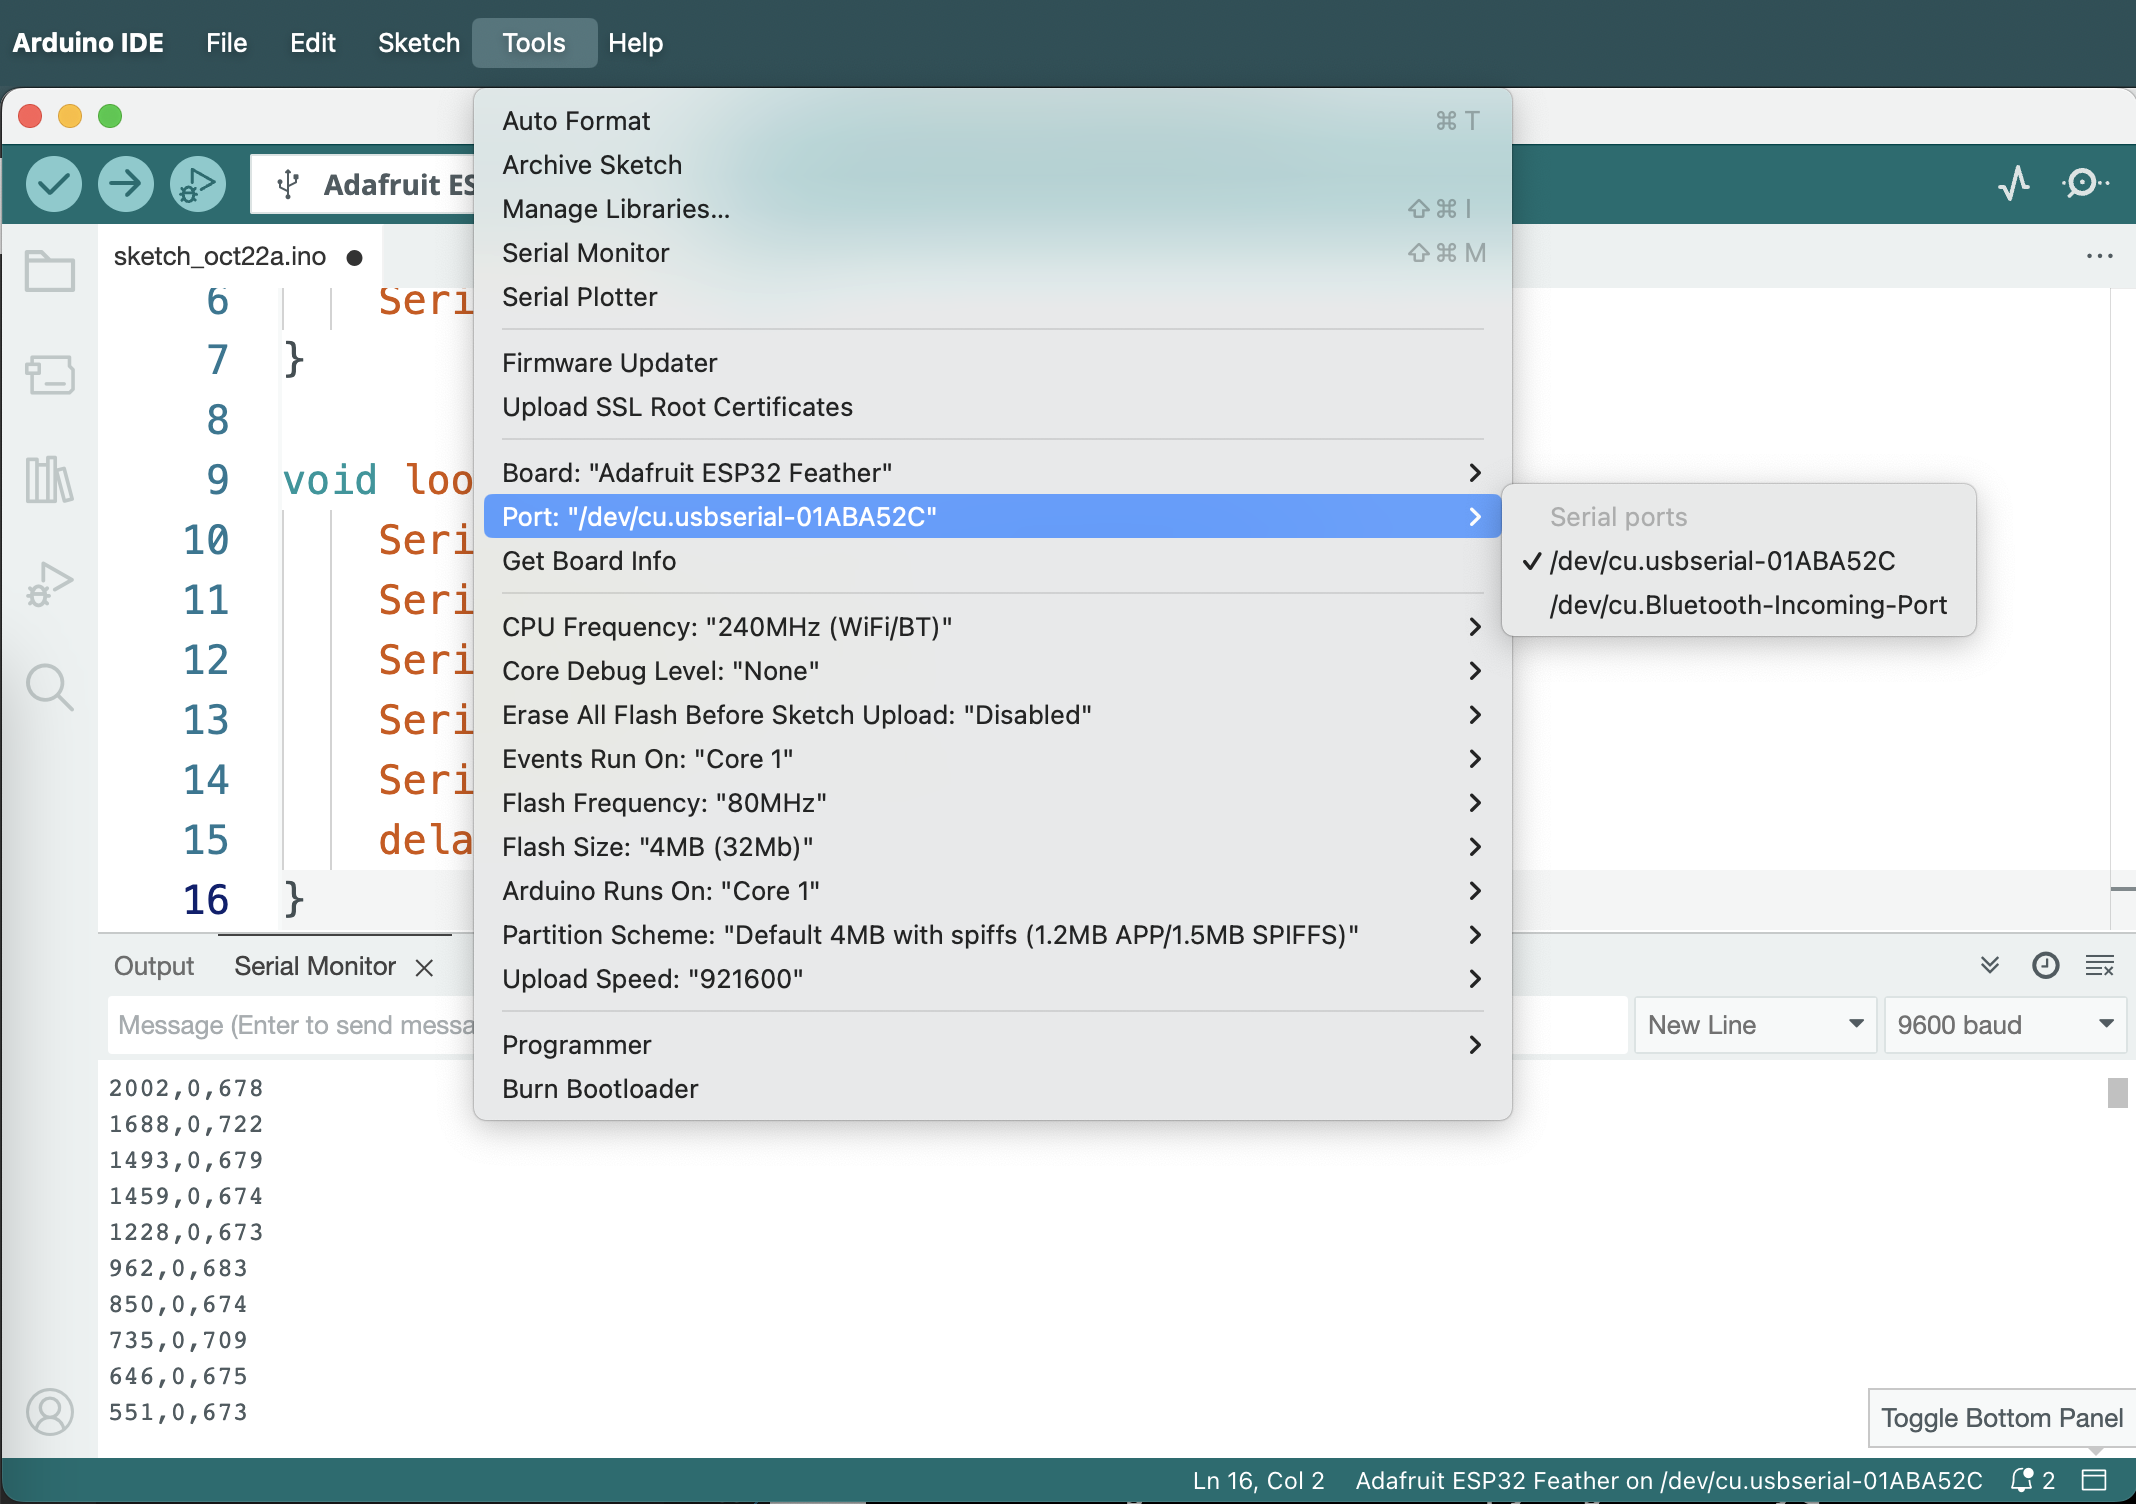 Arduino IDE File Edit Sketch Tools Help
Adafruit ES
sketch_oct22a.ino
6 Seri
7 }
8
9 void loo
10 Seri
11 Seri
12 Seri
13 Seri
14 Seri
15 dela
16 }
Auto Format ⌘ T
Archive Sketch
Manage Libraries... ⇧ ⌘ I
Serial Monitor ⇧ ⌘ M
Serial Plotter
Firmware Updater
Upload SSL Root Certificates
Board: "Adafruit ESP32 Feather"
Port: "/dev/cu.usbserial-01ABA52C"
Get Board Info
CPU Frequency: "240MHz (WiFi/BT)"
Core Debug Level: "None"
Erase All Flash Before Sketch Upload: "Disabled"
Events Run On: "Core 1"
Flash Frequency: "80MHz"
Flash Size: "4MB (32Mb)"
Arduino Runs On: "Core 1"
Partition Scheme: "Default 4MB with spiffs (1.2MB APP/1.5MB SPIFFS)"
Upload Speed: "921600"
Programmer
Burn Bootloader
Serial ports
✓ /dev/cu.usbserial-01ABA52C
/dev/cu.Bluetooth-Incoming-Port
Output Serial Monitor
Message (Enter to send messa
New Line 9600 baud
2002,0,678
1688,0,722
1493,0,679
1459,0,674
1228,0,673
962,0,683
850,0,674
735,0,709
646,0,675
551,0,673
Toggle Bottom Panel
Ln 16, Col 2 Adafruit ESP32 Feather on /dev/cu.usbserial-01ABA52C 2